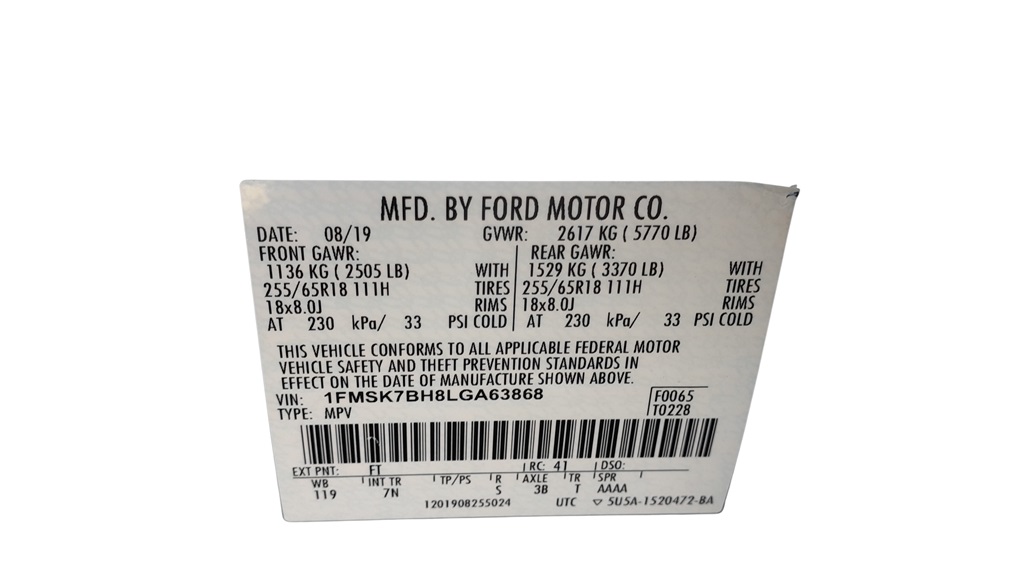 MFD. BY FORD MOTOR CO.
DATE: 08/19 GVWR: 2617 KG ( 5770 LB)
FRONT GAWR: REAR GAWR:
1136 KG ( 2505 LB) WITH 1529 KG ( 3370 LB) WITH
255/65R18 111H TIRES 255/65R18 111H TIRES
18x8.0J RIMS 18x8.0J RIMS
AT 230 kPa/ 33 PSI COLD AT 230 kPa/ 33 PSI COLD
THIS VEHICLE CONFORMS TO ALL APPLICABLE FEDERAL MOTOR
VEHICLE SAFETY AND THEFT PREVENTION STANDARDS IN
EFFECT ON THE DATE OF MANUFACTURE SHOWN ABOVE.
VIN: 1FMSK7BH8LGA63868 F0065
TYPE: MPV T0228
EXT PNT: FT RC: 41 DSO:
WB INT TR TP/PS R AXLE TR SPR
119 7N S 3B T AAAA
1201908255024 UTC ▽ 5U5A-1520472-BA